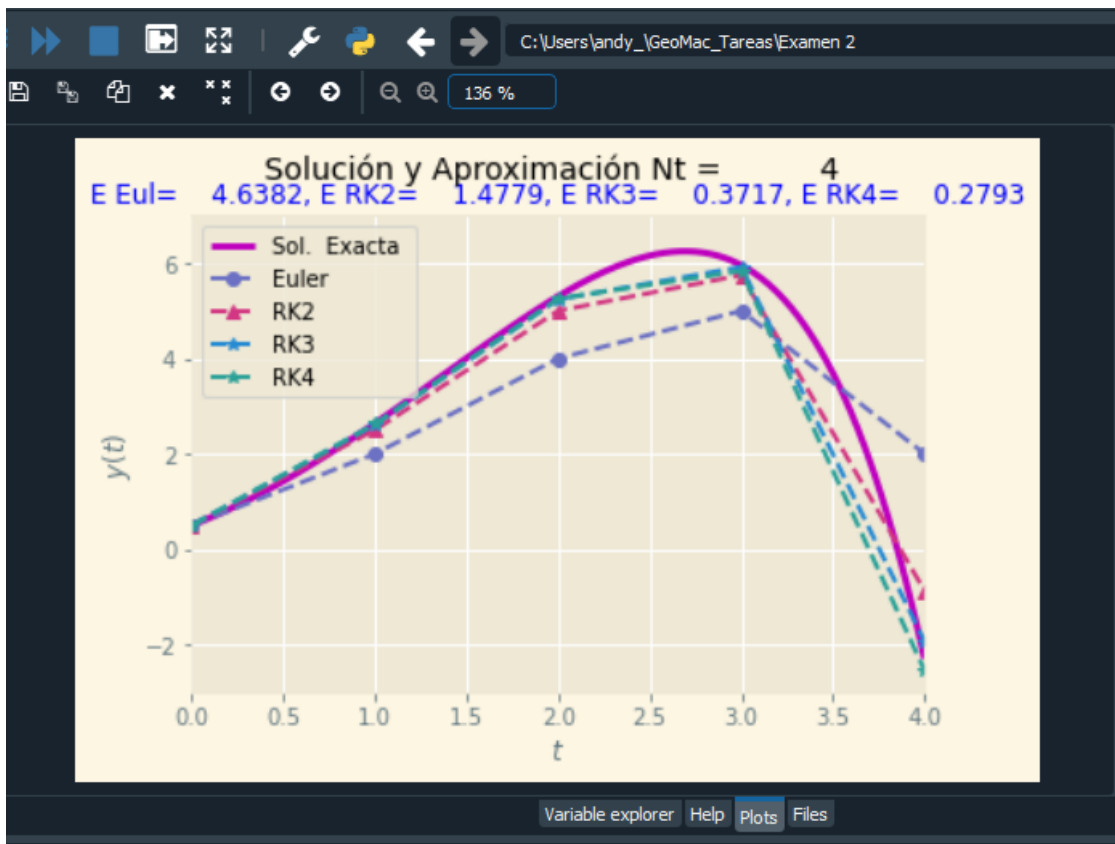 C:\Users\andy_\GeoMac_Tareas\Examen 2
136 %
Solución y Aproximación Nt = 4
E Eul= 4.6382, E RK2= 1.4779, E RK3= 0.3717, E RK4= 0.2793
Sol. Exacta
Euler
RK2
RK3
RK4
6
4
2
0
−2
y(t)
0.0 0.5 1.0 1.5 2.0 2.5 3.0 3.5 4.0
t
Variable explorer Help Plots Files